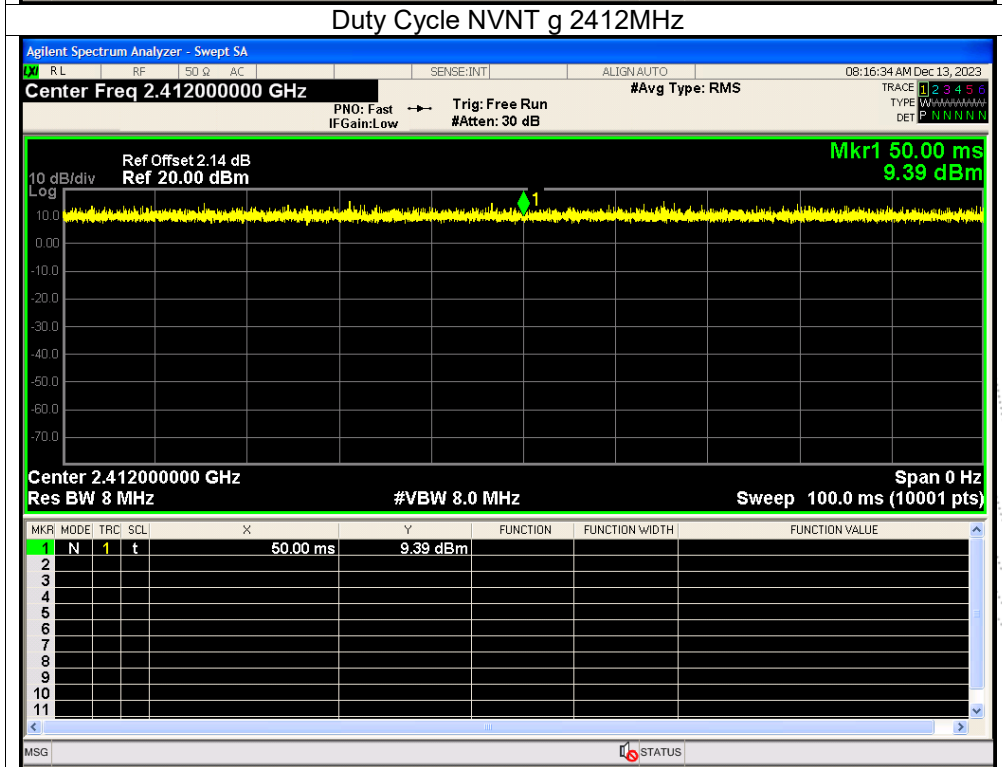 Duty Cycle NVNT g 2412MHz
Agilent Spectrum Analyzer - Swept SA
LXI RL RF 50 Ω AC SENSE:INT ALIGN AUTO 08:16:34 AM Dec 13, 2023
Center Freq 2.412000000 GHz #Avg Type: RMS TRACE 1 2 3 4 5 6
PNO: Fast Trig: Free Run TYPE WWWWWW
IFGain:Low #Atten: 30 dB DET P N N N N N
Mkr1 50.00 ms
Ref Offset 2.14 dB
10 dB/div Ref 20.00 dBm 9.39 dBm
Log
1
10.0
0.00
-10.0
-20.0
-30.0
-40.0
-50.0
-60.0
-70.0
Center 2.412000000 GHz Span 0 Hz
Res BW 8 MHz #VBW 8.0 MHz Sweep 100.0 ms (10001 pts)
MKR MODE TRC SCL X Y FUNCTION FUNCTION WIDTH FUNCTION VALUE
1 N 1 t 50.00 ms 9.39 dBm
2
3
4
5
6
7
8
9
10
11
MSG STATUS